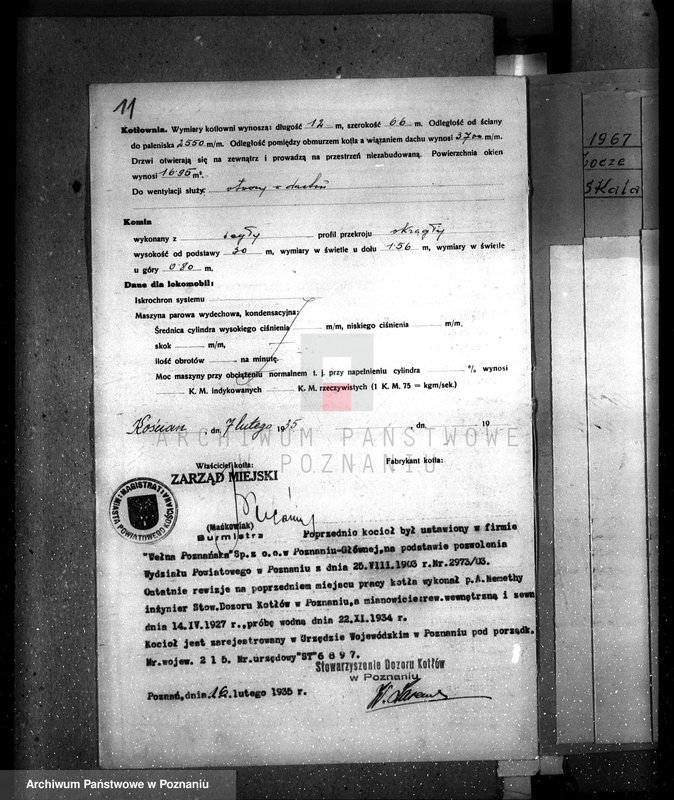 11
Kotłownia. Wymiary kotłowni wynoszą: długość 12 m, szerokość 6.6 m. Odległość od ściany
do paleniska 2550 m/m. Odległość pomiędzy obmurzem kotła a wiązaniem dachu wynosi 3700 m/m.
Drzwi otwierają się na zewnątrz i prowadzą na przestrzeń niezabudowaną. Powierzchnia okien
wynosi 16.95 m².
Do wentylacji służy: otwory w dachu
Komin
wykonany z cegły profil przekroju okrągły
wysokość od podstawy 30 m, wymiary w świetle u dołu 1.56 m, wymiary w świetle
u góry 0.80 m.
Dane dla lokomobil:
Iskrochron systemu
Maszyna parowa wydechowa, kondensacyjna:
Średnica cylindra wysokiego ciśnienia m/m, niskiego ciśnienia m/m.
skok m/m,
ilość obrotów na minutę.
Moc maszyny przy obciążeniu normalnem t. j. przy napełnieniu cylindra % wynosi
K. M. indykowanych K. M. rzeczywistych (1 K. M. 75 = kgm/sek.)
Kościan, dn. 7 lutego 1935 , dn. 19
ARCHIWUM PAŃSTWOWE
W POZNANIU
Właściciel kotła: Fabrykant kotła:
ZARZĄD MIEJSKI
(Maćkowiak)
Burmistrz
Poprzednio kocioł był ustawiony w firmie
"Wełna Poznańska" Sp.z o.o.w Poznaniu-Głównej, na podstawie pozwolenia
Wydziału Powiatowego w Poznaniu z dnia 25.VIII.1903 r.Nr.2973/03.
Ostatnie rewizje na poprzedniem miejscu pracy kotła wykonał p.A.Nemethy
inżynier Stow.Dozoru Kotłów w Poznaniu,a mianowicie:rew.wewnętrzną i zewn
dnia 14.IV.1927 r.,próbę wodną dnia 22.XI.1934 r.
Kocioł jest zarejestrowany w Urzędzie Wojewódzkim w Poznaniu pod porządk.
Nr.wojew. 2 1 5. Nr.urzędowy "ST" 6 8 9 7.
Stowarzyszenie Dozoru Kotłów
w Poznaniu
Poznań,dnia 16 lutego 1935 r.
1967
Skala
Archiwum Państwowe w Poznaniu